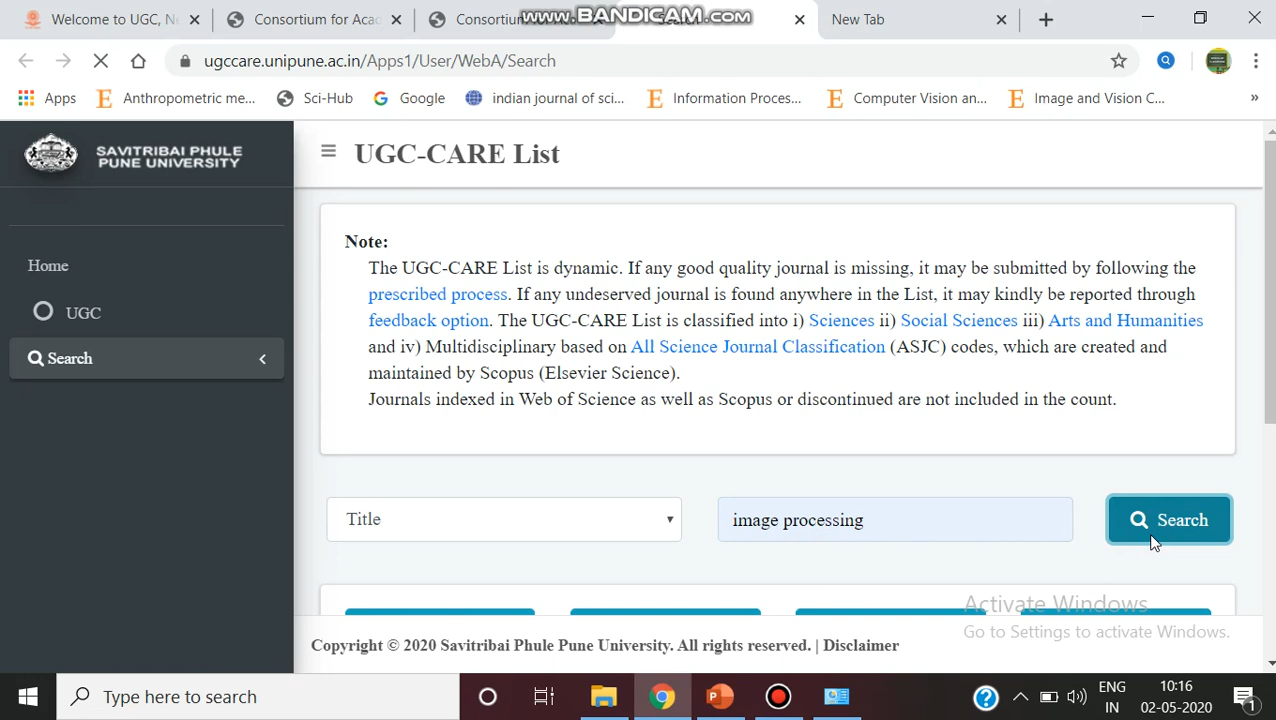 www.BANDICAM.com
Welcome to UGC, N
Consortium for Aca
Consortium
New Tab
ugccare.unipune.ac.in/Apps1/User/WebA/Search
Apps
Anthropometric me...
Sci-Hub
Google
indian journal of sci...
Information Proces...
Computer Vision an...
Image and Vision C...
SAVITRIBAI PHULE
PUNE UNIVERSITY
Home
UGC
Search
UGC-CARE List
Note:
The UGC-CARE List is dynamic. If any good quality journal is missing, it may be submitted by following the
prescribed process. If any undeserved journal is found anywhere in the List, it may kindly be reported through
feedback option. The UGC-CARE List is classified into i) Sciences ii) Social Sciences iii) Arts and Humanities
and iv) Multidisciplinary based on All Science Journal Classification (ASJC) codes, which are created and
maintained by Scopus (Elsevier Science).
Journals indexed in Web of Science as well as Scopus or discontinued are not included in the count.
Title
image processing
Search
Activate Windows
Go to Settings to activate Windows.
Copyright © 2020 Savitribai Phule Pune University. All rights reserved. | Disclaimer
Type here to search
ENG
IN
10:16
02-05-2020
1